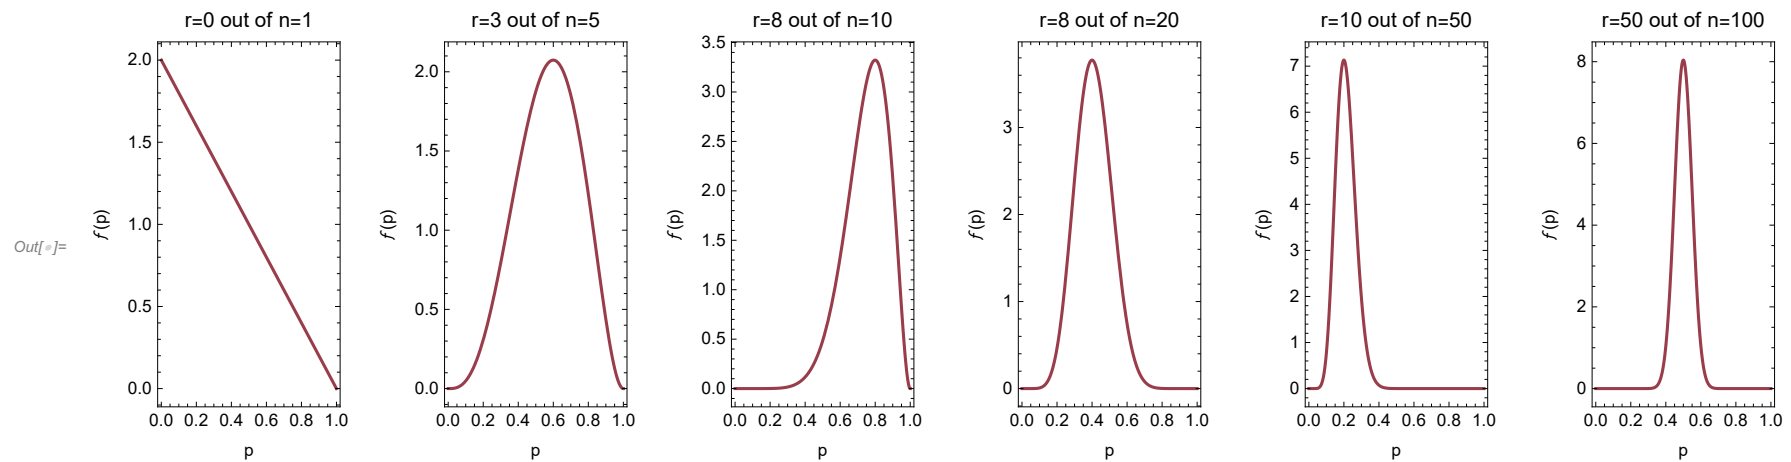 r=0 out of n=1
r=3 out of n=5
r=8 out of n=10
r=8 out of n=20
r=10 out of n=50
r=50 out of n=100
Out[•]=
f(p)
2.0
1.5
1.0
0.5
0.0
0.0 0.2 0.4 0.6 0.8 1.0
p
f(p)
2.0
1.5
1.0
0.5
0.0
0.0 0.2 0.4 0.6 0.8 1.0
p
f(p)
3.5
3.0
2.5
2.0
1.5
1.0
0.5
0.0
0.0 0.2 0.4 0.6 0.8 1.0
p
f(p)
3
2
1
0
0.0 0.2 0.4 0.6 0.8 1.0
p
f(p)
7
6
5
4
3
2
1
0
0.0 0.2 0.4 0.6 0.8 1.0
p
f(p)
8
6
4
2
0
0.0 0.2 0.4 0.6 0.8 1.0
p